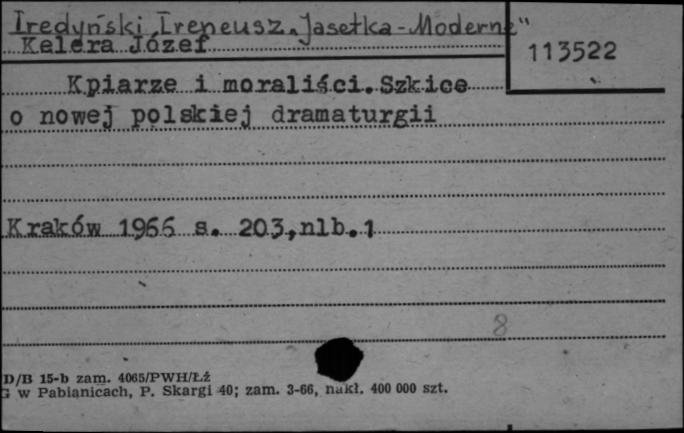 Iredyński Ireneusz „Jasełka-Moderne"
Kelera Józef
113522
Kpiarze i moraliści. Szkice
o nowej polskiej dramaturgii
Kraków 1966 s. 203, nlb. 1
8
D/B 15-b zam. 4065/PWH/Łź
G w Pabianicach, P. Skargi 40; zam. 3-66, nakł. 400 000 szt.